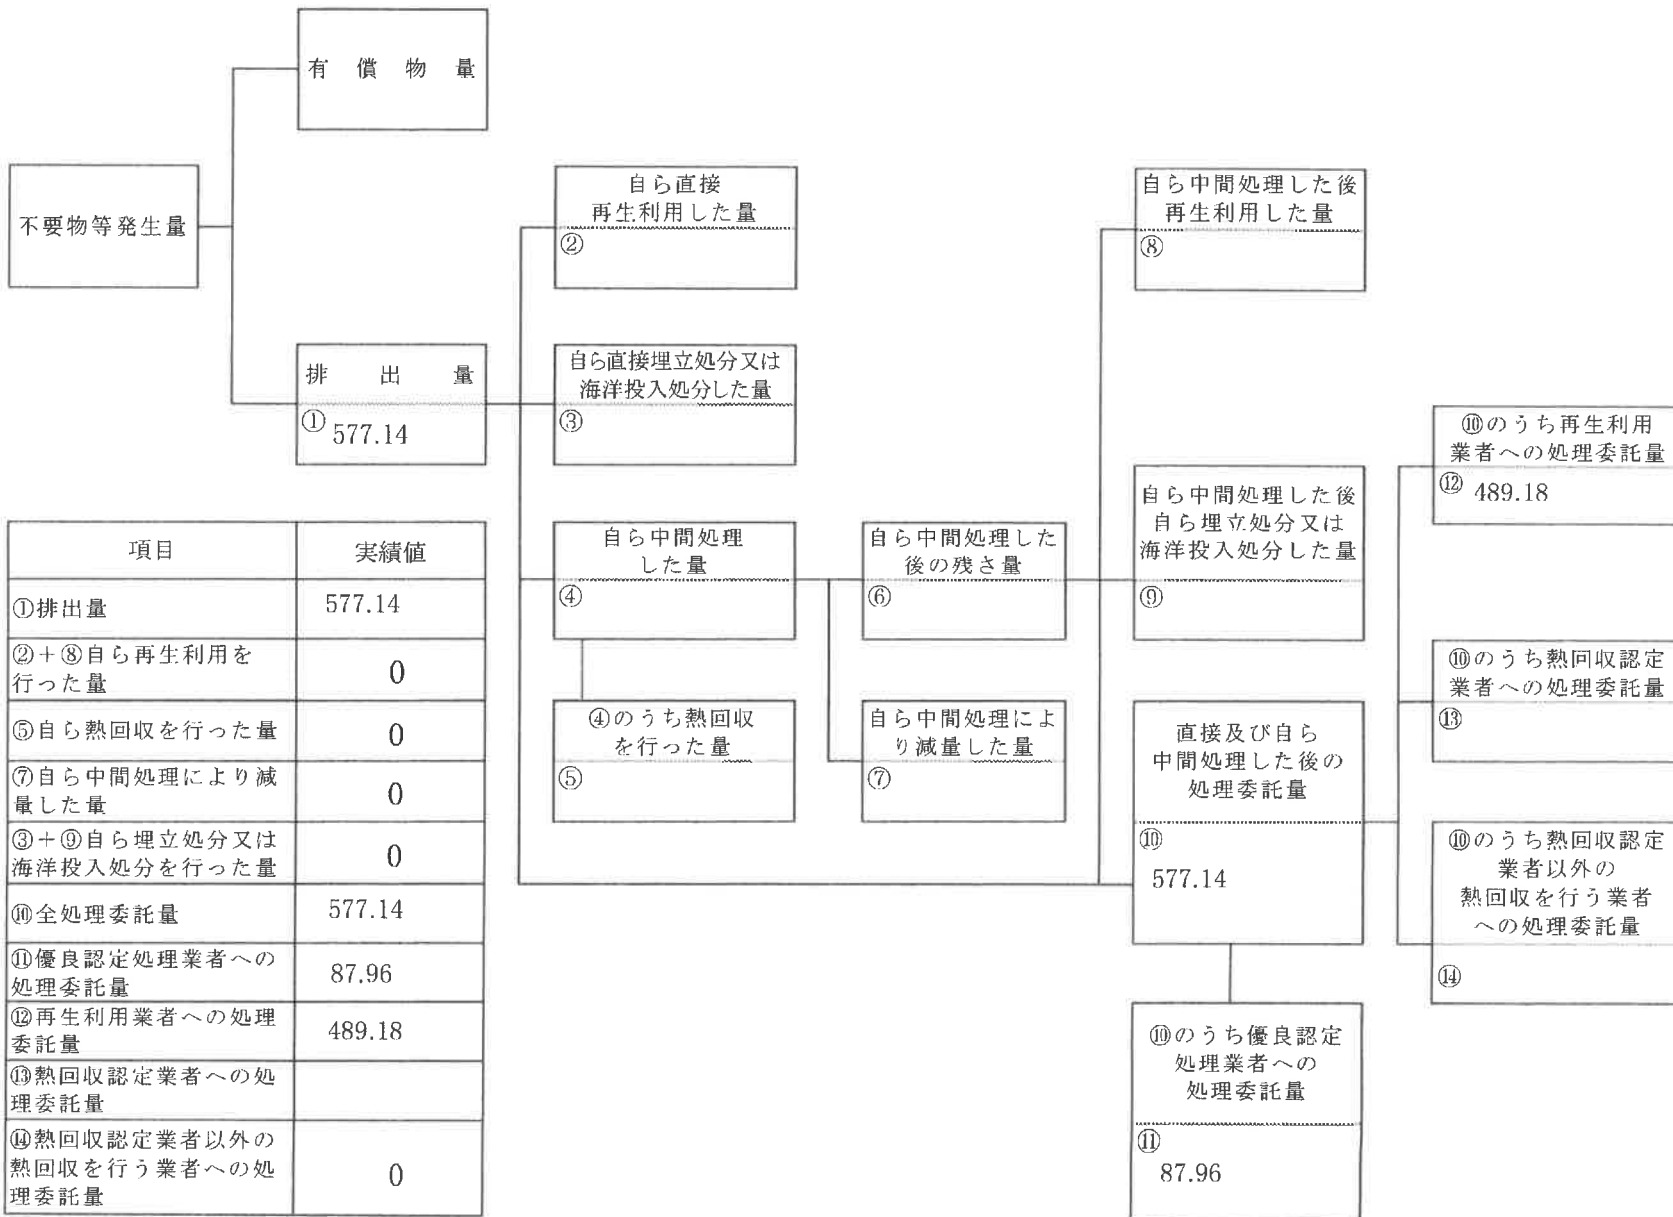 有償物量
不要物等発生量
排出量
①
577.14
自ら直接
再生利用した量
②
自ら直接埋立処分又は
海洋投入処分した量
③
自ら中間処理
した量
④
④のうち熱回収
を行った量
⑤
自ら中間処理した
後の残さ量
⑥
自ら中間処理によ
り減量した量
⑦
自ら中間処理した後
再生利用した量
⑧
自ら中間処理した後
自ら埋立処分又は
海洋投入処分した量
⑨
直接及び自ら
中間処理した後の
処理委託量
⑩
577.14
⑩のうち優良認定
処理業者への
処理委託量
⑪
87.96
⑩のうち再生利用
業者への処理委託量
⑫
489.18
⑩のうち熱回収認定
業者への処理委託量
⑬
⑩のうち熱回収認定
業者以外の
熱回収を行う業者
への処理委託量
⑭
項目 実績値
①排出量 577.14
②+⑧自ら再生利用を
行った量 0
⑤自ら熱回収を行った量 0
⑦自ら中間処理により減
量した量 0
③+⑨自ら埋立処分又は
海洋投入処分を行った量 0
⑩全処理委託量 577.14
⑪優良認定処理業者への
処理委託量 87.96
⑫再生利用業者への処理
委託量 489.18
⑬熱回収認定業者への処
理委託量
⑭熱回収認定業者以外の
熱回収を行う業者への処
理委託量 0